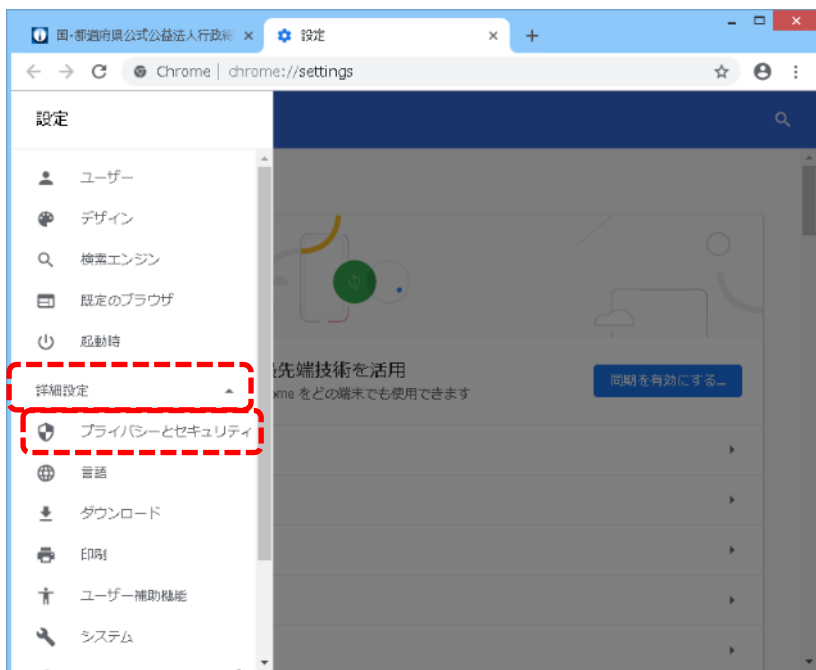 国・都道府県公式公益法人行政総
設定
Chrome | chrome://settings
設定
ユーザー
デザイン
検索エンジン
既定のブラウザ
起動時
詳細設定
プライバシーとセキュリティ
言語
ダウンロード
印刷
ユーザー補助機能
システム
先端技術を活用
ome をどの端末でも使用できます
同期を有効にする...